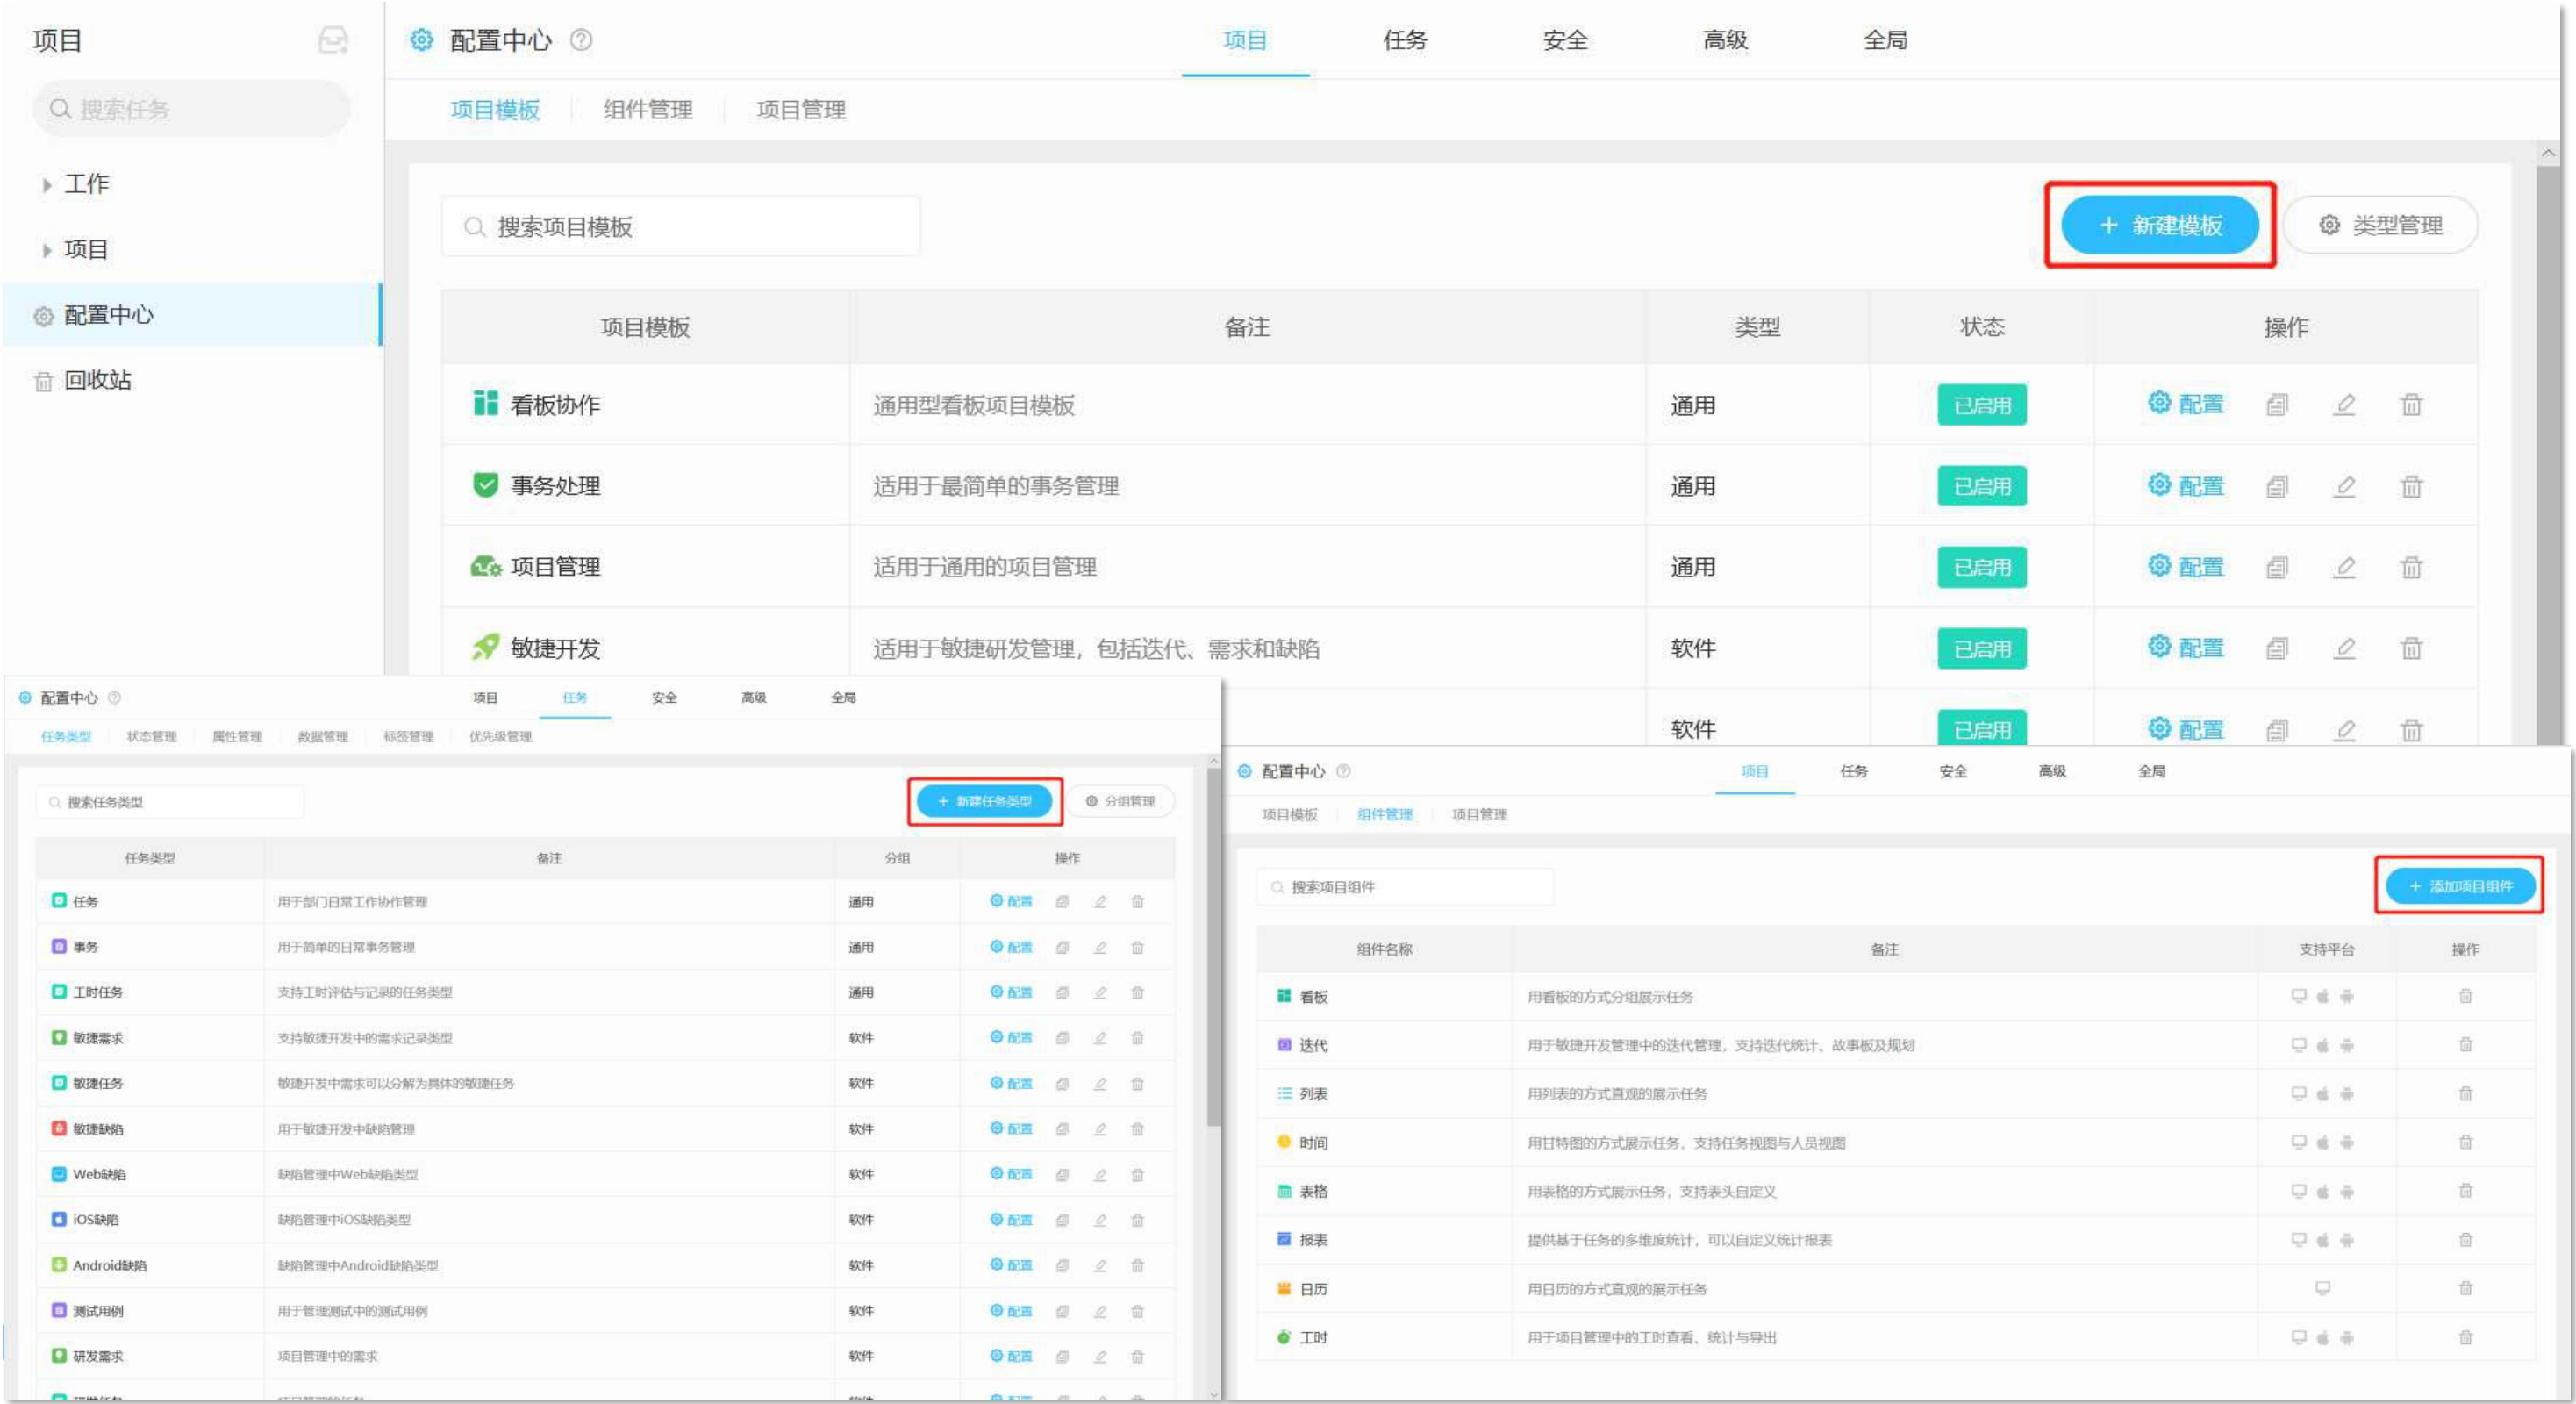 项目
搜索任务
工作
项目
配置中心
回收站
配置中心
项目 任务 安全 高级 全局
项目模板 组件管理 项目管理
搜索项目模板
+ 新建模板 类型管理
项目模板 备注 类型 状态 操作
看板协作 通用型看板项目模板 通用 已启用 配置
事务处理 适用于最简单的事务管理 通用 已启用 配置
项目管理 适用于通用的项目管理 通用 已启用 配置
敏捷开发 适用于敏捷研发管理，包括迭代、需求和缺陷 软件 已启用 配置
软件 已启用 配置
配置中心 项目 任务 安全 高级 全局
任务类型 状态管理 属性管理 数据管理 标签管理 优先级管理
搜索任务类型 + 新建任务类型 分组管理
任务类型 备注 分组 操作
任务 用于部门日常工作协作管理 通用 配置
事务 用于简单的日常事务管理 通用 配置
工时任务 支持工时评估与记录的任务类型 通用 配置
敏捷需求 支持敏捷开发中的需求记录类型 软件 配置
敏捷任务 敏捷开发中需求可以分解为具体的敏捷任务 软件 配置
敏捷缺陷 用于敏捷开发中缺陷管理 软件 配置
Web缺陷 缺陷管理中Web缺陷类型 软件 配置
iOS缺陷 缺陷管理中iOS缺陷类型 软件 配置
Android缺陷 缺陷管理中Android缺陷类型 软件 配置
测试用例 用于管理测试中的测试用例 软件 配置
研发需求 项目管理中的需求 软件 配置
配置中心 项目 任务 安全 高级 全局
项目模板 组件管理 项目管理
搜索项目组件 + 添加项目组件
组件名称 备注 支持平台 操作
看板 用看板的方式分组展示任务
迭代 用于敏捷开发管理中的迭代管理，支持迭代统计、故事板及规划
列表 用列表的方式直观的展示任务
时间 用甘特图的方式展示任务，支持任务视图与人员视图
表格 用表格的方式展示任务，支持表头自定义
报表 提供基于任务的多维度统计，可以自定义统计报表
日历 用日历的方式直观的展示任务
工时 用于项目管理中的工时查看、统计与导出